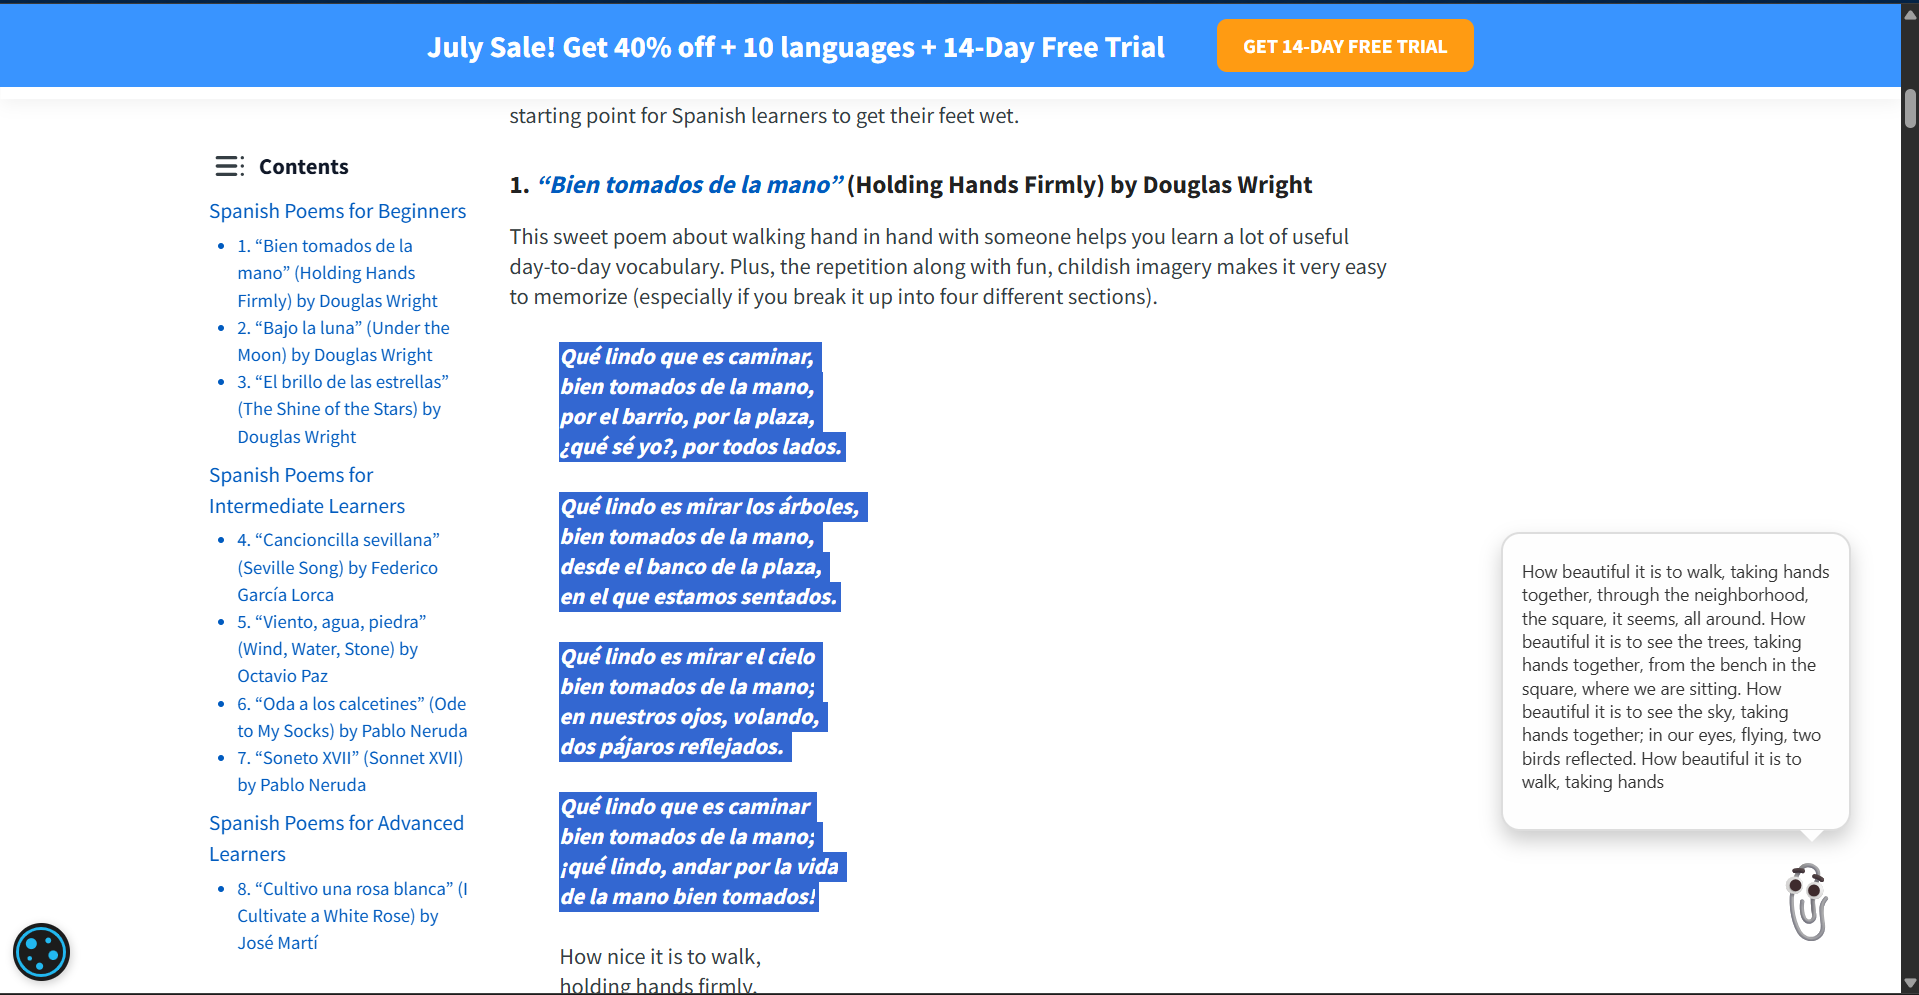 July Sale! Get 40% off + 10 languages + 14-Day Free Trial
GET 14-DAY FREE TRIAL
starting point for Spanish learners to get their feet wet.
Contents
Spanish Poems for Beginners
1. “Bien tomados de la
mano” (Holding Hands
Firmly) by Douglas Wright
2. “Bajo la luna” (Under the
Moon) by Douglas Wright
3. “El brillo de las estrellas”
(The Shine of the Stars) by
Douglas Wright
Spanish Poems for
Intermediate Learners
4. “Cancioncilla sevillana”
(Seville Song) by Federico
García Lorca
5. “Viento, agua, piedra”
(Wind, Water, Stone) by
Octavio Paz
6. “Oda a los calcetines” (Ode
to My Socks) by Pablo Neruda
7. “Soneto XVII” (Sonnet XVII)
by Pablo Neruda
Spanish Poems for Advanced
Learners
8. “Cultivo una rosa blanca” (I
Cultivate a White Rose) by
José Martí
1. “Bien tomados de la mano” (Holding Hands Firmly) by Douglas Wright
This sweet poem about walking hand in hand with someone helps you learn a lot of useful
day-to-day vocabulary. Plus, the repetition along with fun, childish imagery makes it very easy
to memorize (especially if you break it up into four different sections).
Qué lindo que es caminar,
bien tomados de la mano,
por el barrio, por la plaza,
¿qué sé yo?, por todos lados.
Qué lindo es mirar los árboles,
bien tomados de la mano,
desde el banco de la plaza,
en el que estamos sentados.
Qué lindo es mirar el cielo
bien tomados de la mano;
en nuestros ojos, volando,
dos pájaros reflejados.
Qué lindo que es caminar
bien tomados de la mano;
¡qué lindo, andar por la vida
de la mano bien tomados!
How nice it is to walk,
holding hands firmly,
How beautiful it is to walk, taking hands
together, through the neighborhood,
the square, it seems, all around. How
beautiful it is to see the trees, taking
hands together, from the bench in the
square, where we are sitting. How
beautiful it is to see the sky, taking
hands together; in our eyes, flying, two
birds reflected. How beautiful it is to
walk, taking hands